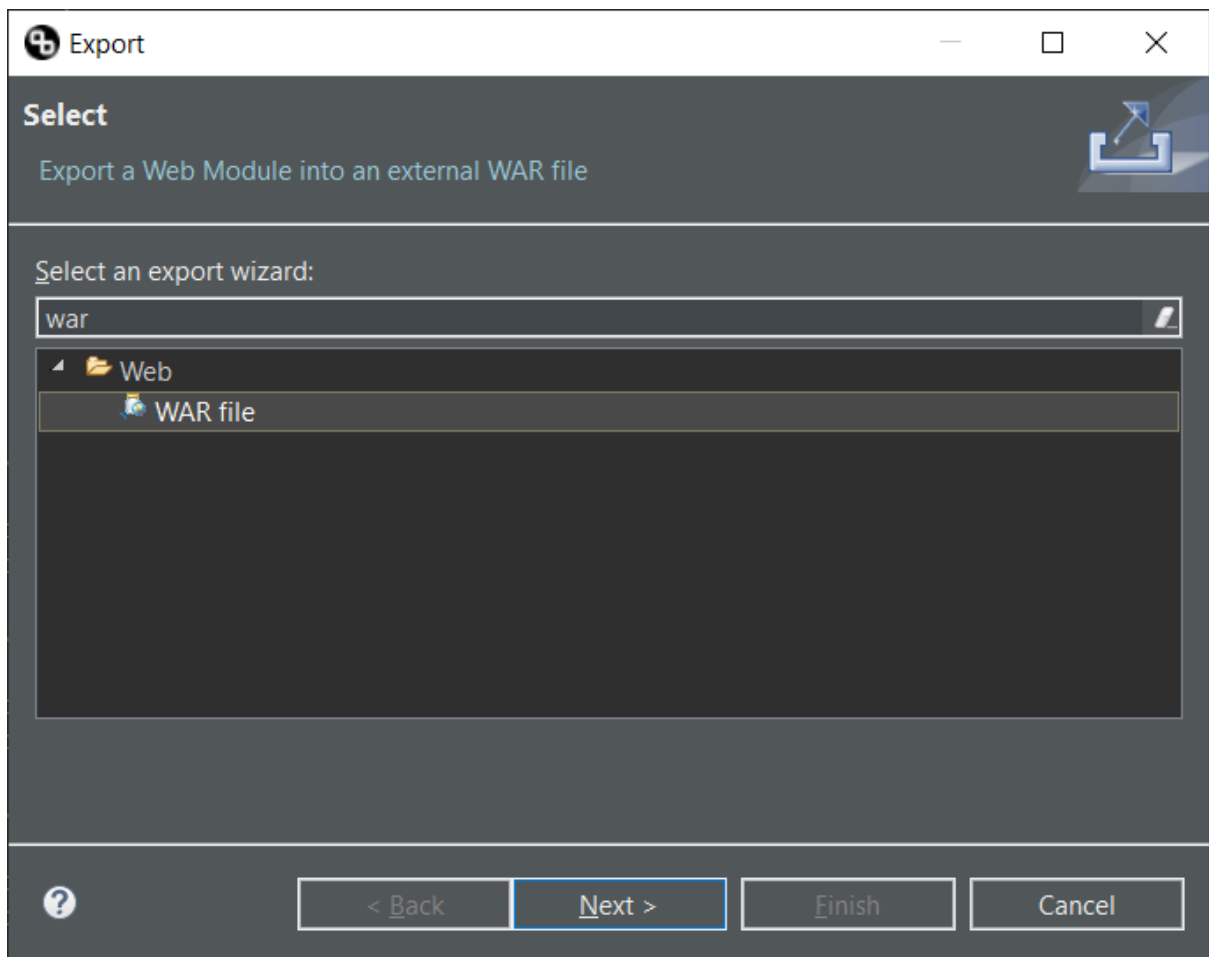 Export
Select
Export a Web Module into an external WAR file
Select an export wizard:
war
Web
WAR file
< Back Next > Finish Cancel